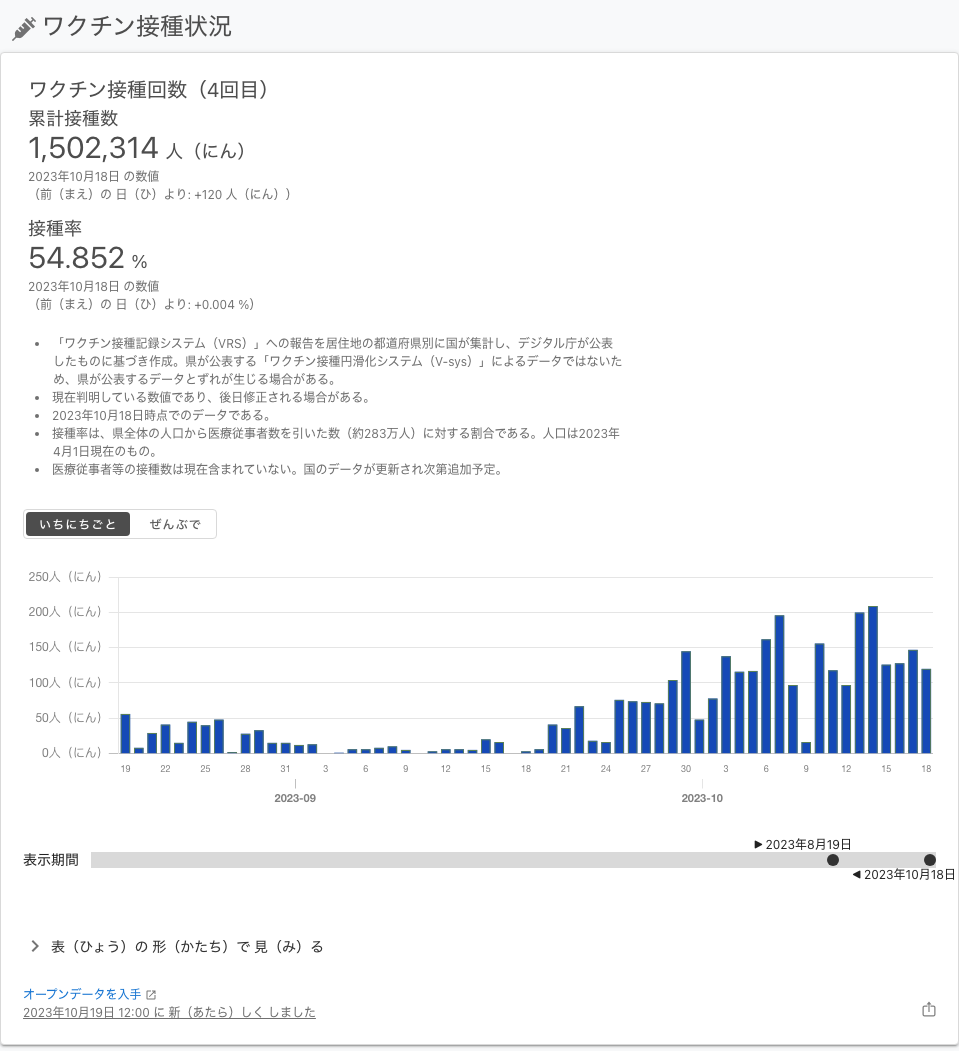 ワクチン接種状況
ワクチン接種回数（4回目）
累計接種数
1,502,314 人（にん）
2023年10月18日 の数値
（前（まえ）の 日（ひ）より: +120 人（にん））
接種率
54.852 %
2023年10月18日 の数値
（前（まえ）の 日（ひ）より: +0.004 %）
• 「ワクチン接種記録システム（VRS）」への報告を居住地の都道府県別に国が集計し、デジタル庁が公表
したものに基づき作成。県が公表する「ワクチン接種円滑化システム（V-sys）」によるデータではないた
め、県が公表するデータとずれが生じる場合がある。
• 現在判明している数値であり、後日修正される場合がある。
• 2023年10月18日時点でのデータである。
• 接種率は、県全体の人口から医療従事者数を引いた数（約283万人）に対する割合である。人口は2023年
4月1日現在のもの。
• 医療従事者等の接種数は現在含まれていない。国のデータが更新され次第追加予定。
いちにちごと ぜんぶで
250人（にん）
200人（にん）
150人（にん）
100人（にん）
50人（にん）
0人（にん）
19 22 25 28 31 3 6 9 12 15 18 21 24 27 30 3 6 9 12 15 18
2023-09 2023-10
▶ 2023年8月19日
表示期間
◀ 2023年10月18日
表（ひょう）の 形（かたち）で 見（み）る
オープンデータを入手
2023年10月19日 12:00 に 新（あたら）しく しました